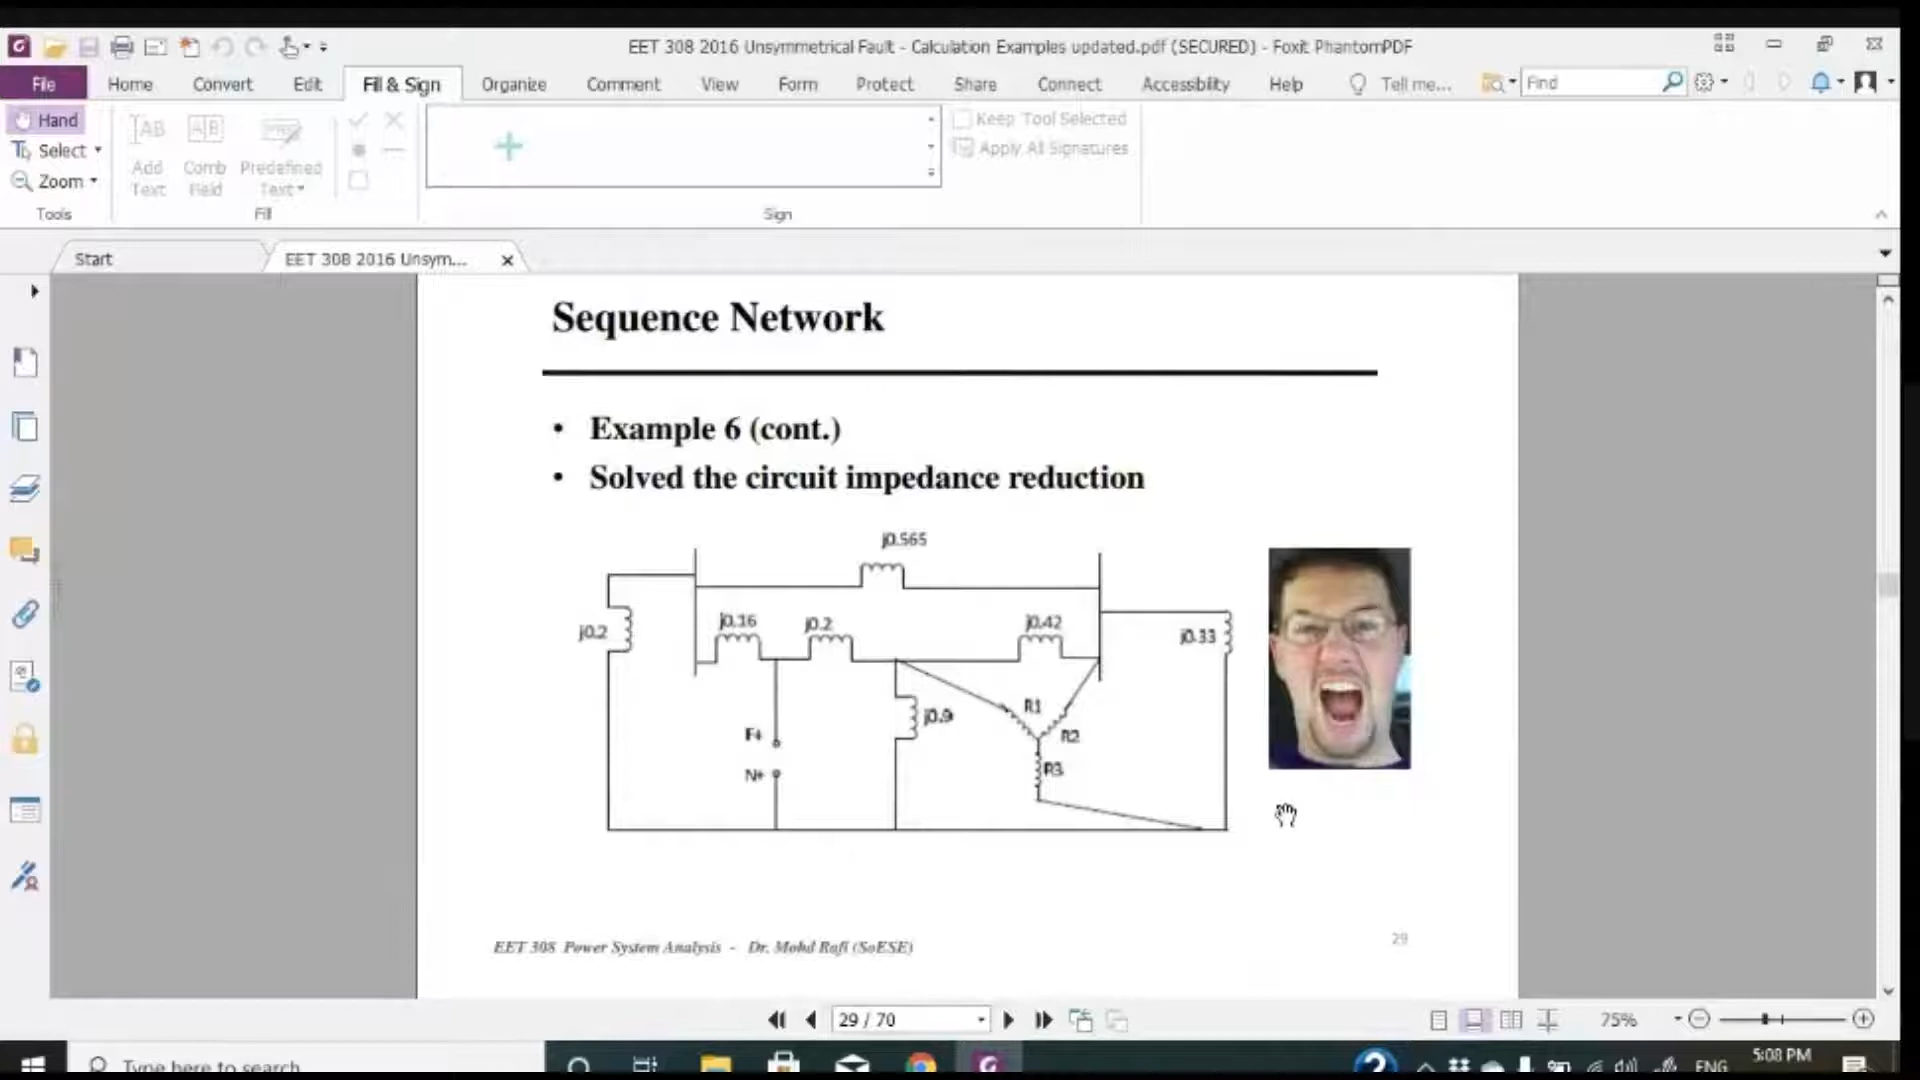 EET 308 2016 Unsymmetrical Fault - Calculation Examples updated.pdf (SECURED) - Foxit PhantomPDF
File Home Convert Edit Fill & Sign Organize Comment View Form Protect Share Connect Accessibility Help Tell me... Find
Hand
Select
Zoom
Tools
Add Text
Comb Field
Predefined Text
Fill
Sign
Keep Tool Selected
Apply All Signatures
Start
EET 308 2016 Unsym...
Sequence Network
• Example 6 (cont.)
• Solved the circuit impedance reduction
j0.565
j0.16 j0.2 j0.42
j0.2 j0.33
R1
j0.9
F+ R2
R3
N+
EET 308 Power System Analysis - Dr. Mohd Rafi (SoESE)
29
29 / 70
75%
Type here to search
ENG
5:08 PM